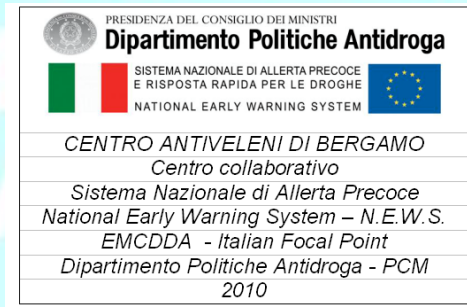 PRESIDENZA DEL CONSIGLIO DEI MINISTRI
Dipartimento Politiche Antidroga
SISTEMA NAZIONALE DI ALLERTA PRECOCE
E RISPOSTA RAPIDA PER LE DROGHE
NATIONAL EARLY WARNING SYSTEM
CENTRO ANTIVELENI DI BERGAMO
Centro collaborativo
Sistema Nazionale di Allerta Precoce
National Early Warning System – N.E.W.S.
EMCDDA - Italian Focal Point
Dipartimento Politiche Antidroga - PCM
2010